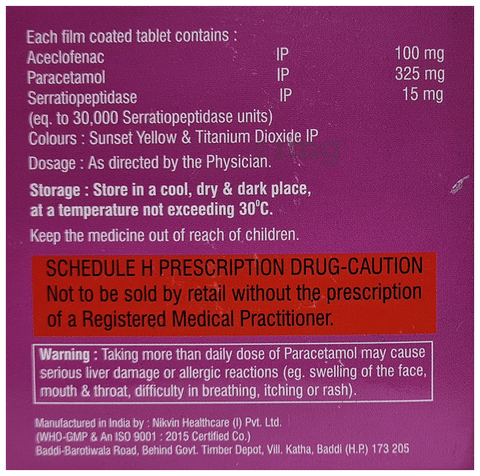 Each film coated tablet contains :
Aceclofenac IP 100 mg
Paracetamol IP 325 mg
Serratiopeptidase IP 15 mg
(eq. to 30,000 Serratiopeptidase units)
Colours : Sunset Yellow & Titanium Dioxide IP
Dosage : As directed by the Physician.
Storage : Store in a cool, dry & dark place,
at a temperature not exceeding 30⁰C.
Keep the medicine out of reach of children.
SCHEDULE H PRESCRIPTION DRUG-CAUTION
Not to be sold by retail without the prescription
of a Registered Medical Practitioner.
Warning : Taking more than daily dose of Paracetamol may cause
serious liver damage or allergic reactions (eg. swelling of the face,
mouth & throat, difficulty in breathing, itching or rash).
Manufactured in India by : Nikvin Healthcare (I) Pvt. Ltd.
(WHO-GMP & An ISO 9001 : 2015 Certified Co.)
Baddi-Barotiwala Road, Behind Govt. Timber Depot, Vill. Katha, Baddi (H.P.) 173 205